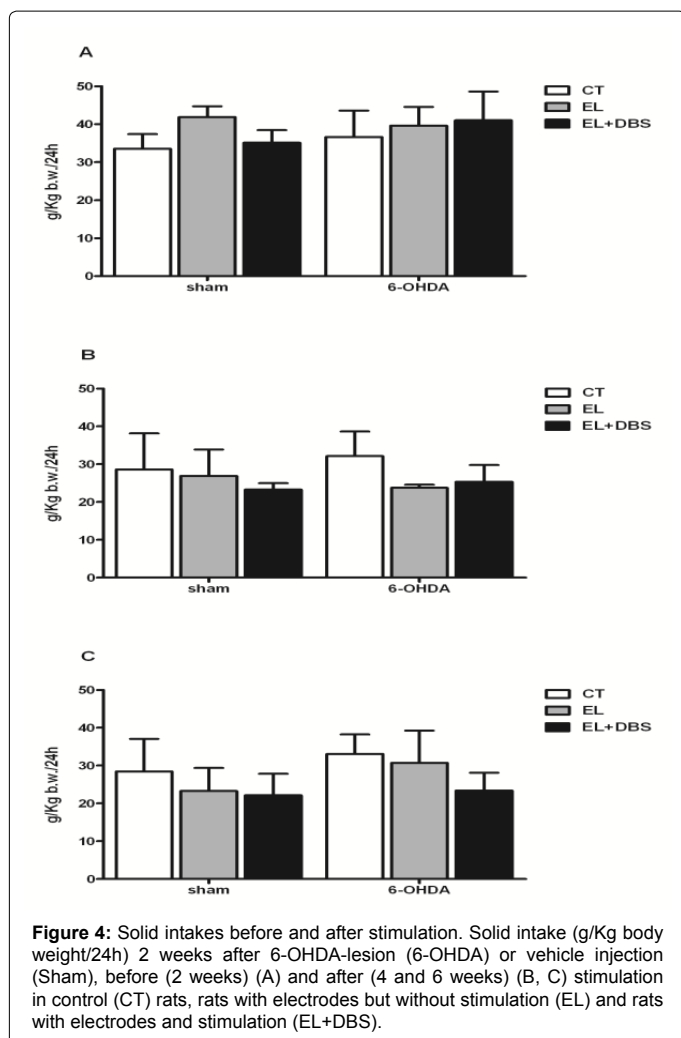 A
g/Kg b.w./24h
50
40
30
20
10
0
CT
EL
EL+DBS
sham 6-OHDA
B
g/Kg b.w./24h
50
40
30
20
10
0
CT
EL
EL+DBS
sham 6-OHDA
C
g/Kg b.w./24h
50
40
30
20
10
0
CT
EL
EL+DBS
sham 6-OHDA
Figure 4: Solid intakes before and after stimulation. Solid intake (g/Kg body
weight/24h) 2 weeks after 6-OHDA-lesion (6-OHDA) or vehicle injection
(Sham), before (2 weeks) (A) and after (4 and 6 weeks) (B, C) stimulation
in control (CT) rats, rats with electrodes but without stimulation (EL) and rats
with electrodes and stimulation (EL+DBS).